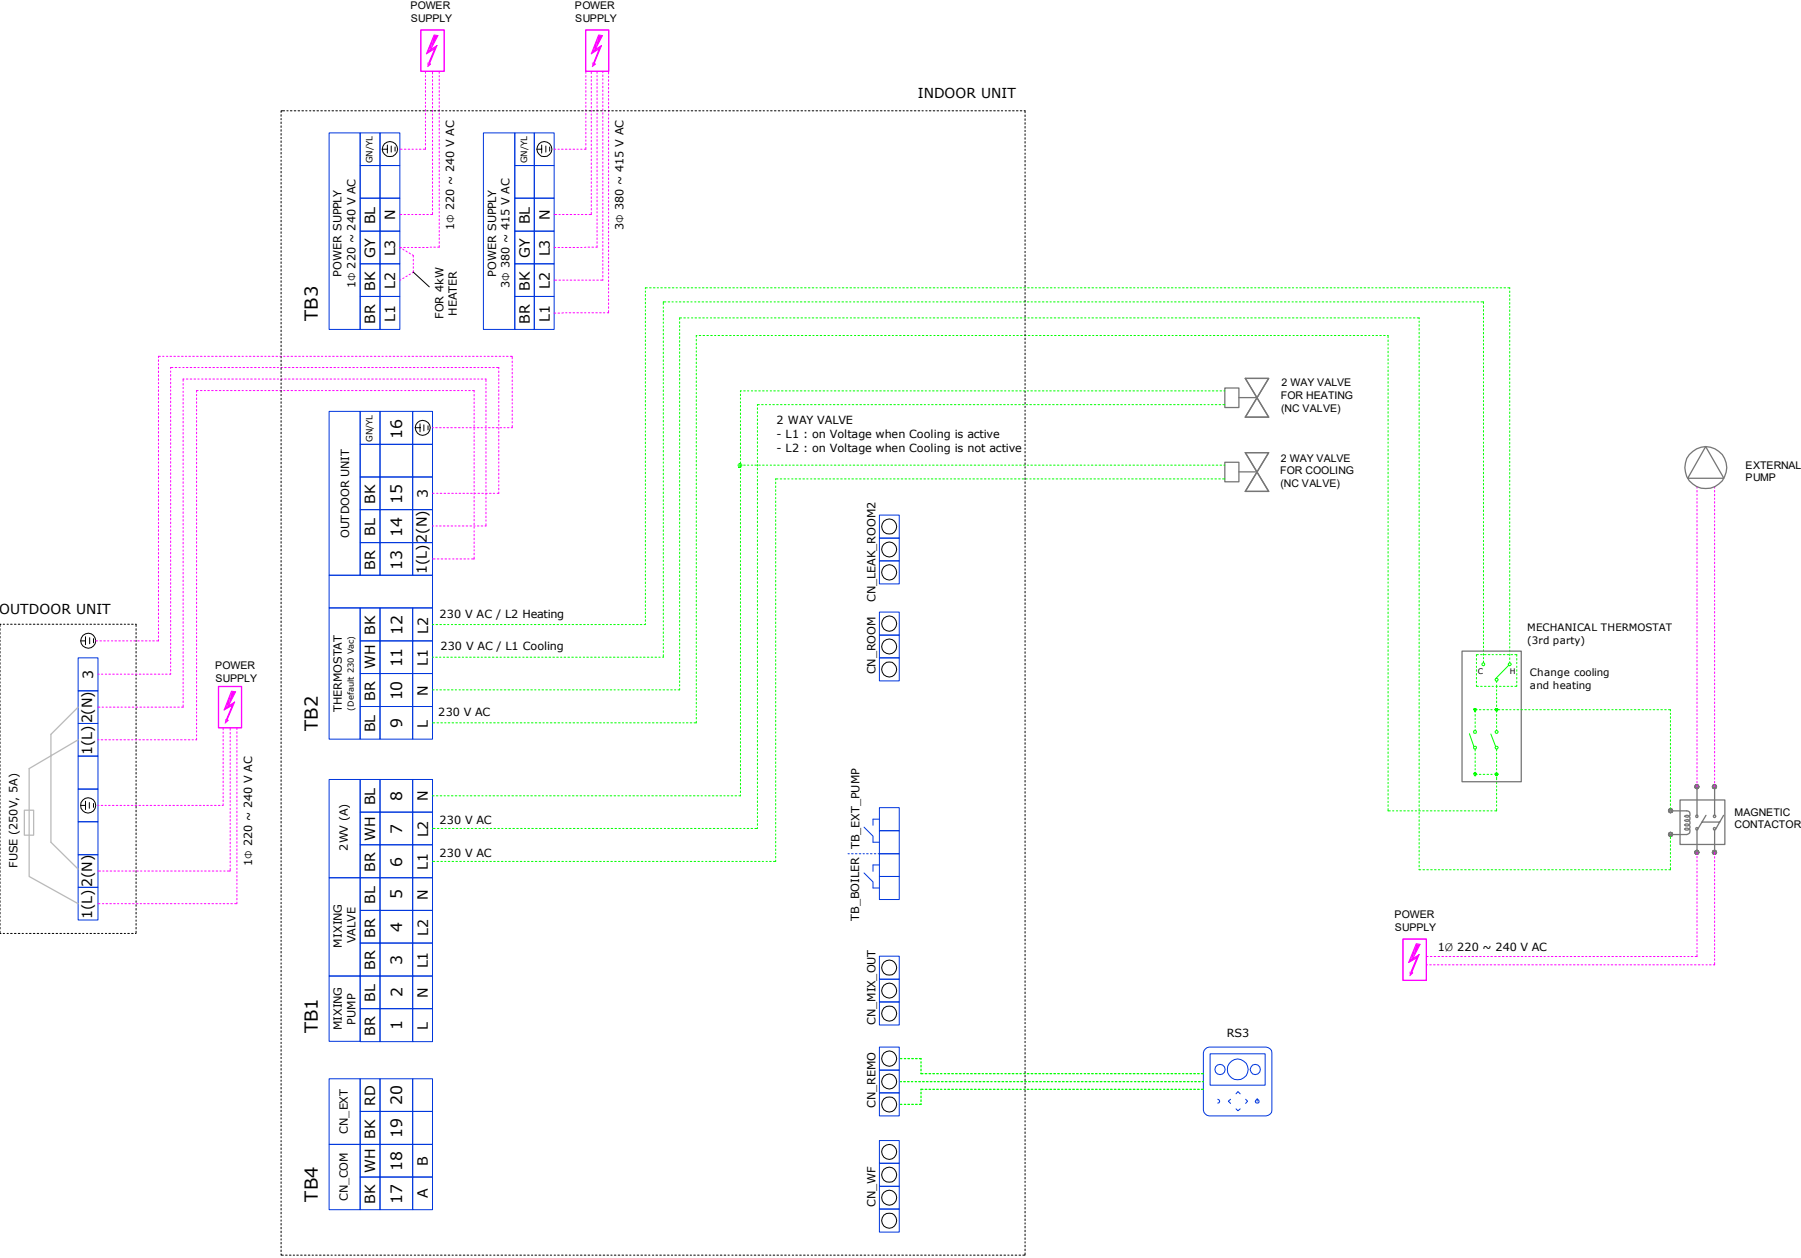 POWER
SUPPLY
POWER
SUPPLY
INDOOR UNIT
TB3
POWER SUPPLY
1Φ 220 ~ 240 V AC
BR BK GY BL GN/YL
L1 L2 L3 N
1Φ 220 ~ 240 V AC
FOR 4kW
HEATER
POWER SUPPLY
3Φ 380 ~ 415 V AC
BR BK GY BL GN/YL
L1 L2 L3 N
3Φ 380 ~ 415 V AC
TB2
OUTDOOR UNIT
BR BL BK GN/YL
13 14 15 16
1(L) 2(N) 3
THERMOSTAT
(Default 230 Vac)
BL BR WH BK
9 10 11 12
L N L1 L2
230 V AC / L2 Heating
230 V AC / L1 Cooling
230 V AC
2 WAY VALVE
- L1 : on Voltage when Cooling is active
- L2 : on Voltage when Cooling is not active
2 WAY VALVE
FOR HEATING
(NC VALVE)
2 WAY VALVE
FOR COOLING
(NC VALVE)
EXTERNAL
PUMP
MECHANICAL THERMOSTAT
(3rd party)
C H
Change cooling
and heating
MAGNETIC
CONTACTOR
POWER
SUPPLY
1Ø 220 ~ 240 V AC
OUTDOOR UNIT
3
2(N)
1(L)
2(N)
1(L)
FUSE (250V, 5A)
POWER
SUPPLY
1Φ 220 ~ 240 V AC
TB1
2WV (A)
BR WH BL
6 7 8
L1 L2 N
230 V AC
230 V AC
MIXING
VALVE
BR BR BL
3 4 5
L1 L2 N
MIXING
PUMP
BR BL
1 2
L N
TB4
CN_EXT
BK RD
19 20
CN_COM
BK WH
17 18
A B
CN_LEAK_ROOM2
CN_ROOM
TB_EXT_PUMP
TB_BOILER
CN_MIX_OUT
CN_REMO
CN_WF
RS3